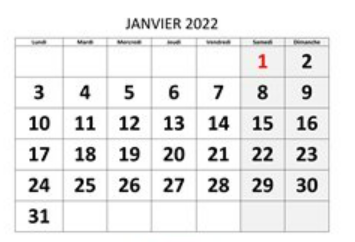 JANVIER 2022
Lundi Mardi Mercredi Jeudi Vendredi Samedi Dimanche
1 2
3 4 5 6 7 8 9
10 11 12 13 14 15 16
17 18 19 20 21 22 23
24 25 26 27 28 29 30
31